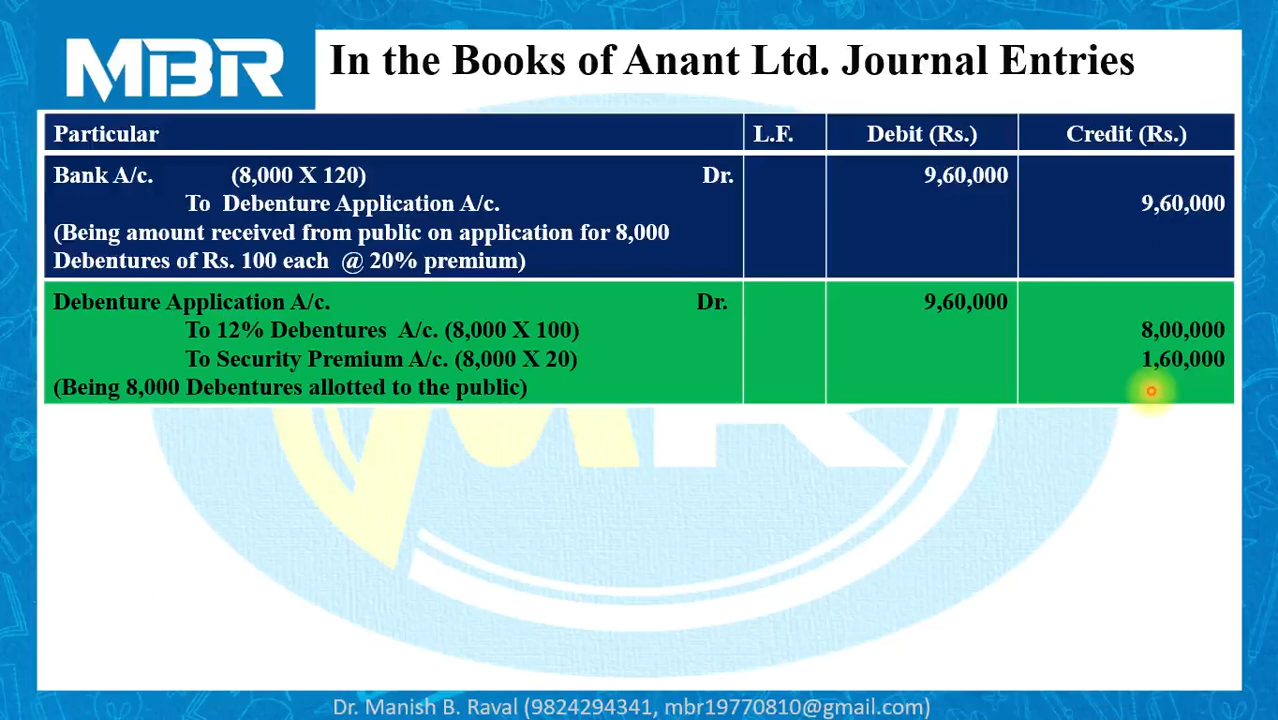 MBR
In the Books of Anant Ltd. Journal Entries
Particular L.F. Debit (Rs.) Credit (Rs.)
Bank A/c. (8,000 X 120) Dr. 9,60,000
To Debenture Application A/c. 9,60,000
(Being amount received from public on application for 8,000
Debentures of Rs. 100 each @ 20% premium)
Debenture Application A/c. Dr. 9,60,000
To 12% Debentures A/c. (8,000 X 100) 8,00,000
To Security Premium A/c. (8,000 X 20) 1,60,000
(Being 8,000 Debentures allotted to the public)
Dr. Manish B. Raval (9824294341, mbr19770810@gmail.com)